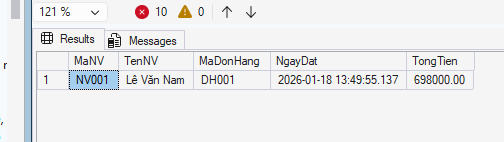 121 % 10 0
Results Messages
MaNV TenNV MaDonHang NgayDat TongTien
1 NV001 Lê Văn Nam DH001 2026-01-18 13:49:55.137 698000.00